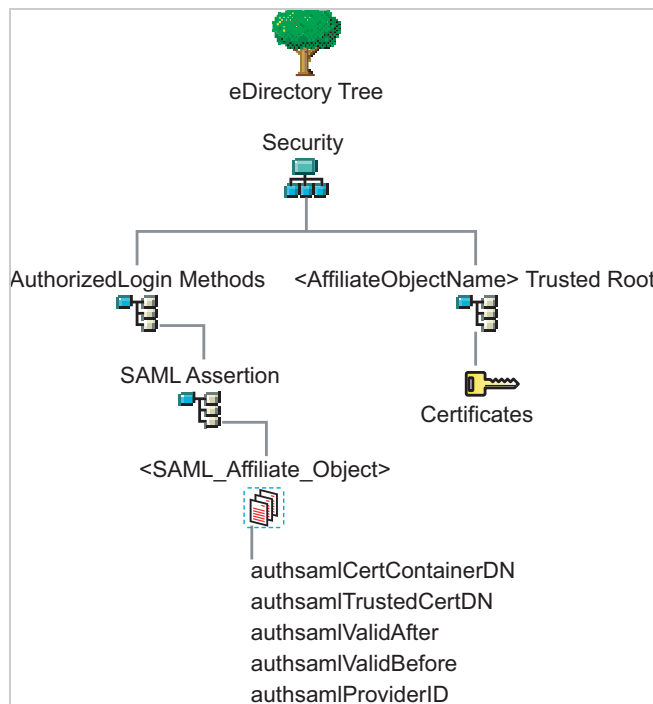 eDirectory Tree
Security
AuthorizedLogin Methods
<AffiliateObjectName> Trusted Root
SAML Assertion
Certificates
<SAML_Affiliate_Object>
authsamlCertContainerDN
authsamlTrustedCertDN
authsamlValidAfter
authsamlValidBefore
authsamlProviderID